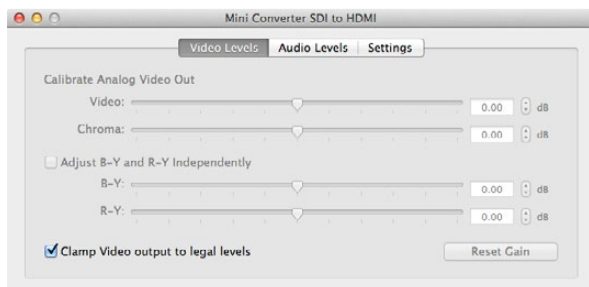 Mini Converter SDI to HDMI
Video Levels Audio Levels Settings
Calibrate Analog Video Out
Video: 0.00 dB
Chroma: 0.00 dB
Adjust B-Y and R-Y Independently
B-Y: 0.00 dB
R-Y: 0.00 dB
Clamp Video output to legal levels Reset Gain